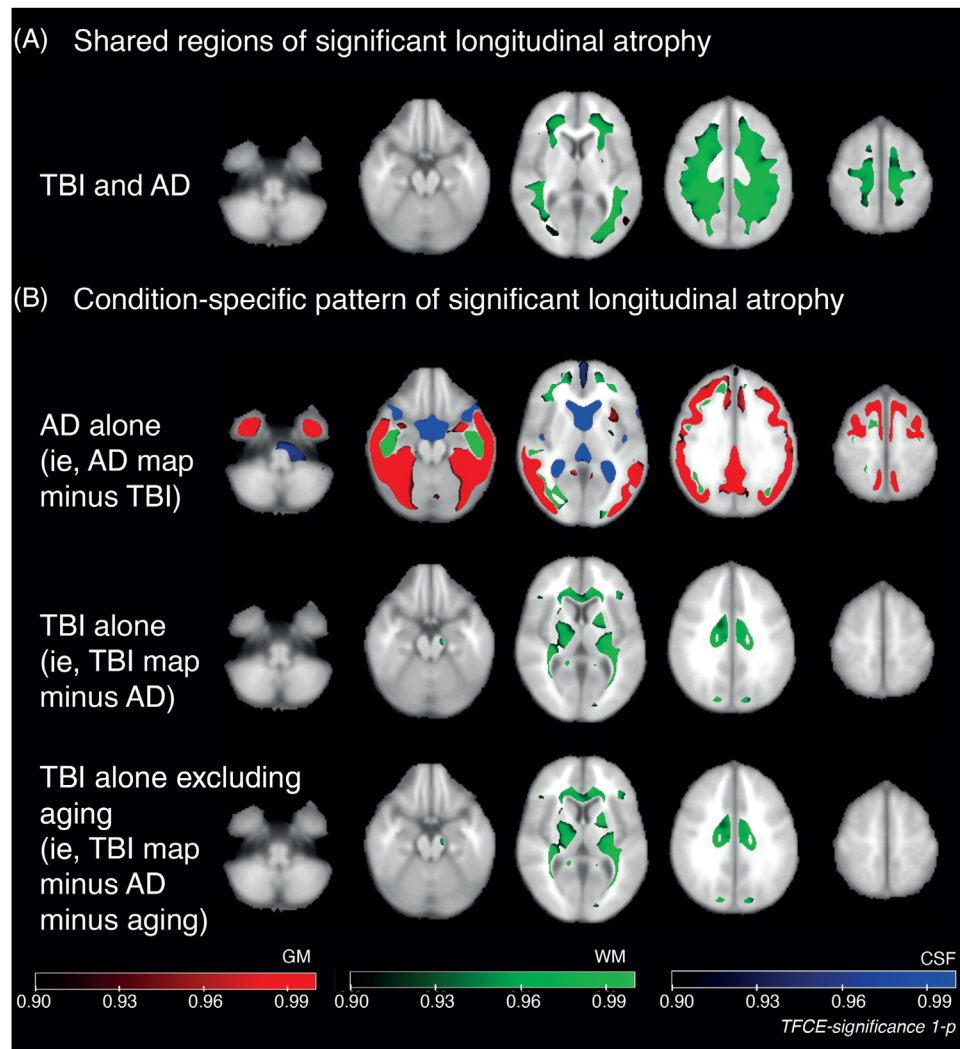 (A) Shared regions of significant longitudinal atrophy
TBI and AD
(B) Condition-specific pattern of significant longitudinal atrophy
AD alone
(ie, AD map
minus TBI)
TBI alone
(ie, TBI map
minus AD)
TBI alone excluding
aging
(ie, TBI map
minus AD
minus aging)
GM
0.90 0.93 0.96 0.99
WM
0.90 0.93 0.96 0.99
CSF
0.90 0.93 0.96 0.99
TFCE-significance 1-p